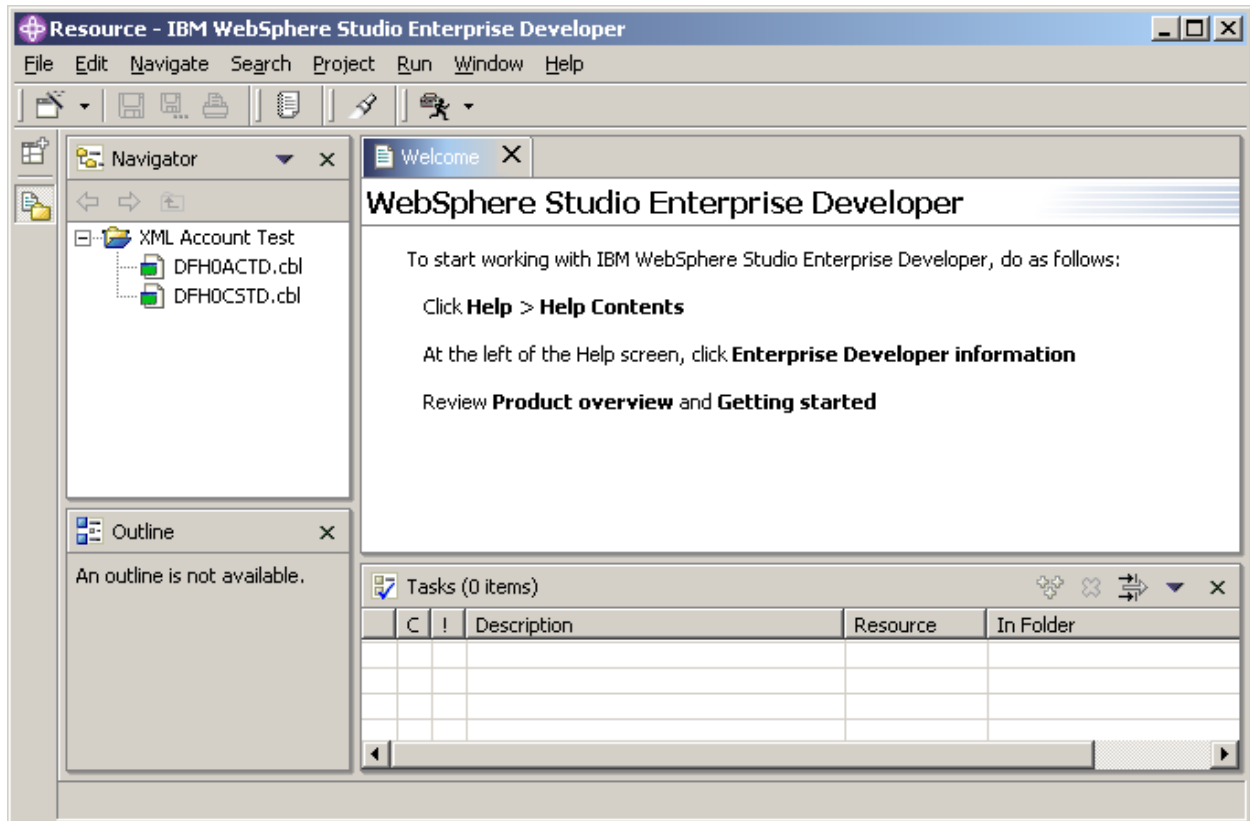 Resource - IBM WebSphere Studio Enterprise Developer
File Edit Navigate Search Project Run Window Help
Navigator
XML Account Test
DFH0ACTD.cbl
DFH0CSTD.cbl
Welcome
WebSphere Studio Enterprise Developer
To start working with IBM WebSphere Studio Enterprise Developer, do as follows:
Click Help > Help Contents
At the left of the Help screen, click Enterprise Developer information
Review Product overview and Getting started
Outline
An outline is not available.
Tasks (0 items)
C ! Description Resource In Folder